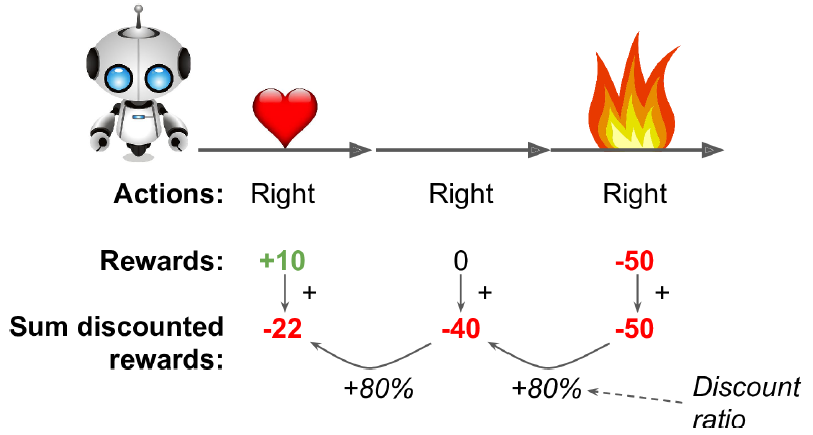 Actions: Right Right Right
Rewards: +10 0 -50
+ + +
Sum discounted -22 -40 -50
rewards:
+80% +80% Discount
ratio